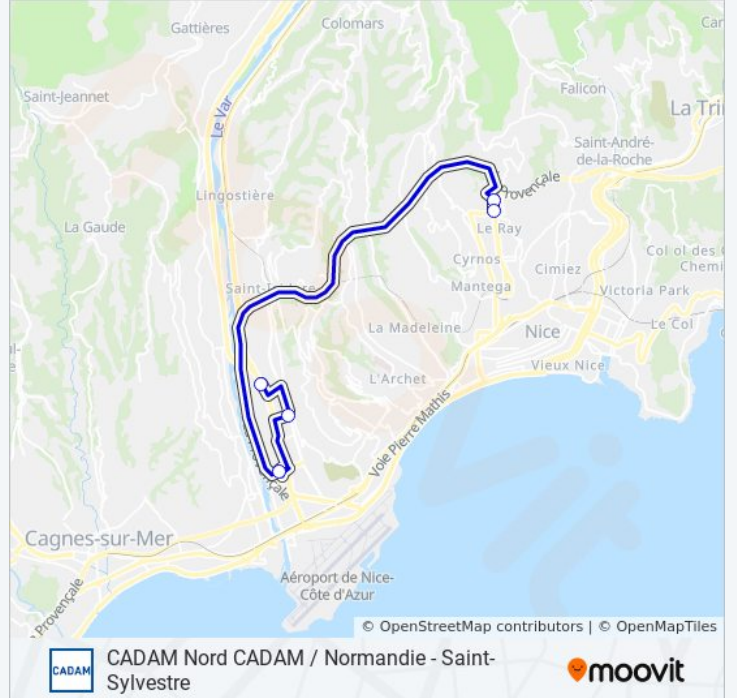 Colomars
Car
Gattières
Falicon
Saint-Jeannet
La Tri
Le Var
Saint-André-
de-la-Roche
Provençale
Lingostière
Le Ray
La Gaude
Cyrnos
Col ol des
Cimiez
Chemi
Mantega
Victoria Park
Saint-
La Madeleine
Nice
Le Col
L'Archet
Vieux Nice
Voie Pierre Mathis
Cagnes-sur-Mer
Aéroport de Nice-
Côte d'Azur
Provençale
© OpenStreetMap contributors | © OpenMapTiles
CADAM
CADAM Nord CADAM / Normandie - Saint-
Sylvestre
moovit